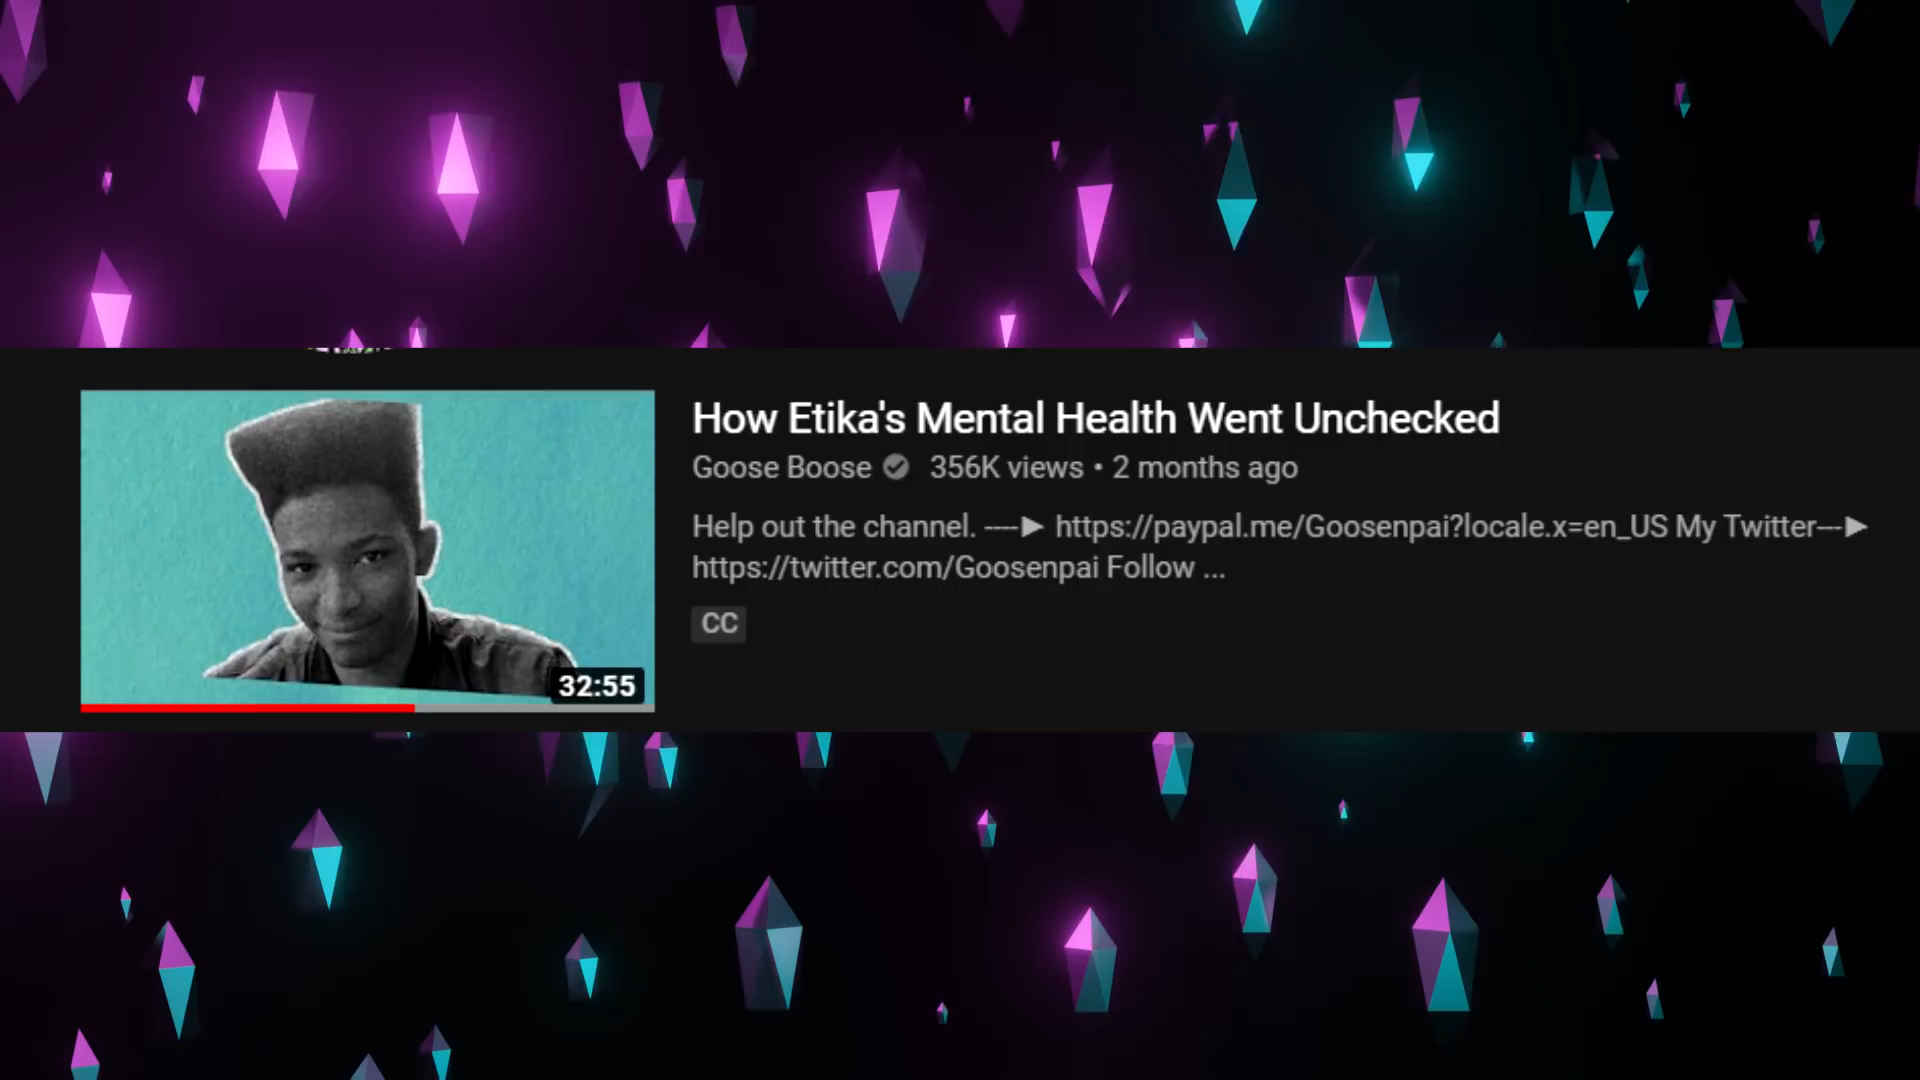 How Etika's Mental Health Went Unchecked
Goose Boose 356K views • 2 months ago
Help out the channel. ----► https://paypal.me/Goosenpai?locale.x=en_US My Twitter---►
https://twitter.com/Goosenpai Follow ...
CC
32:55